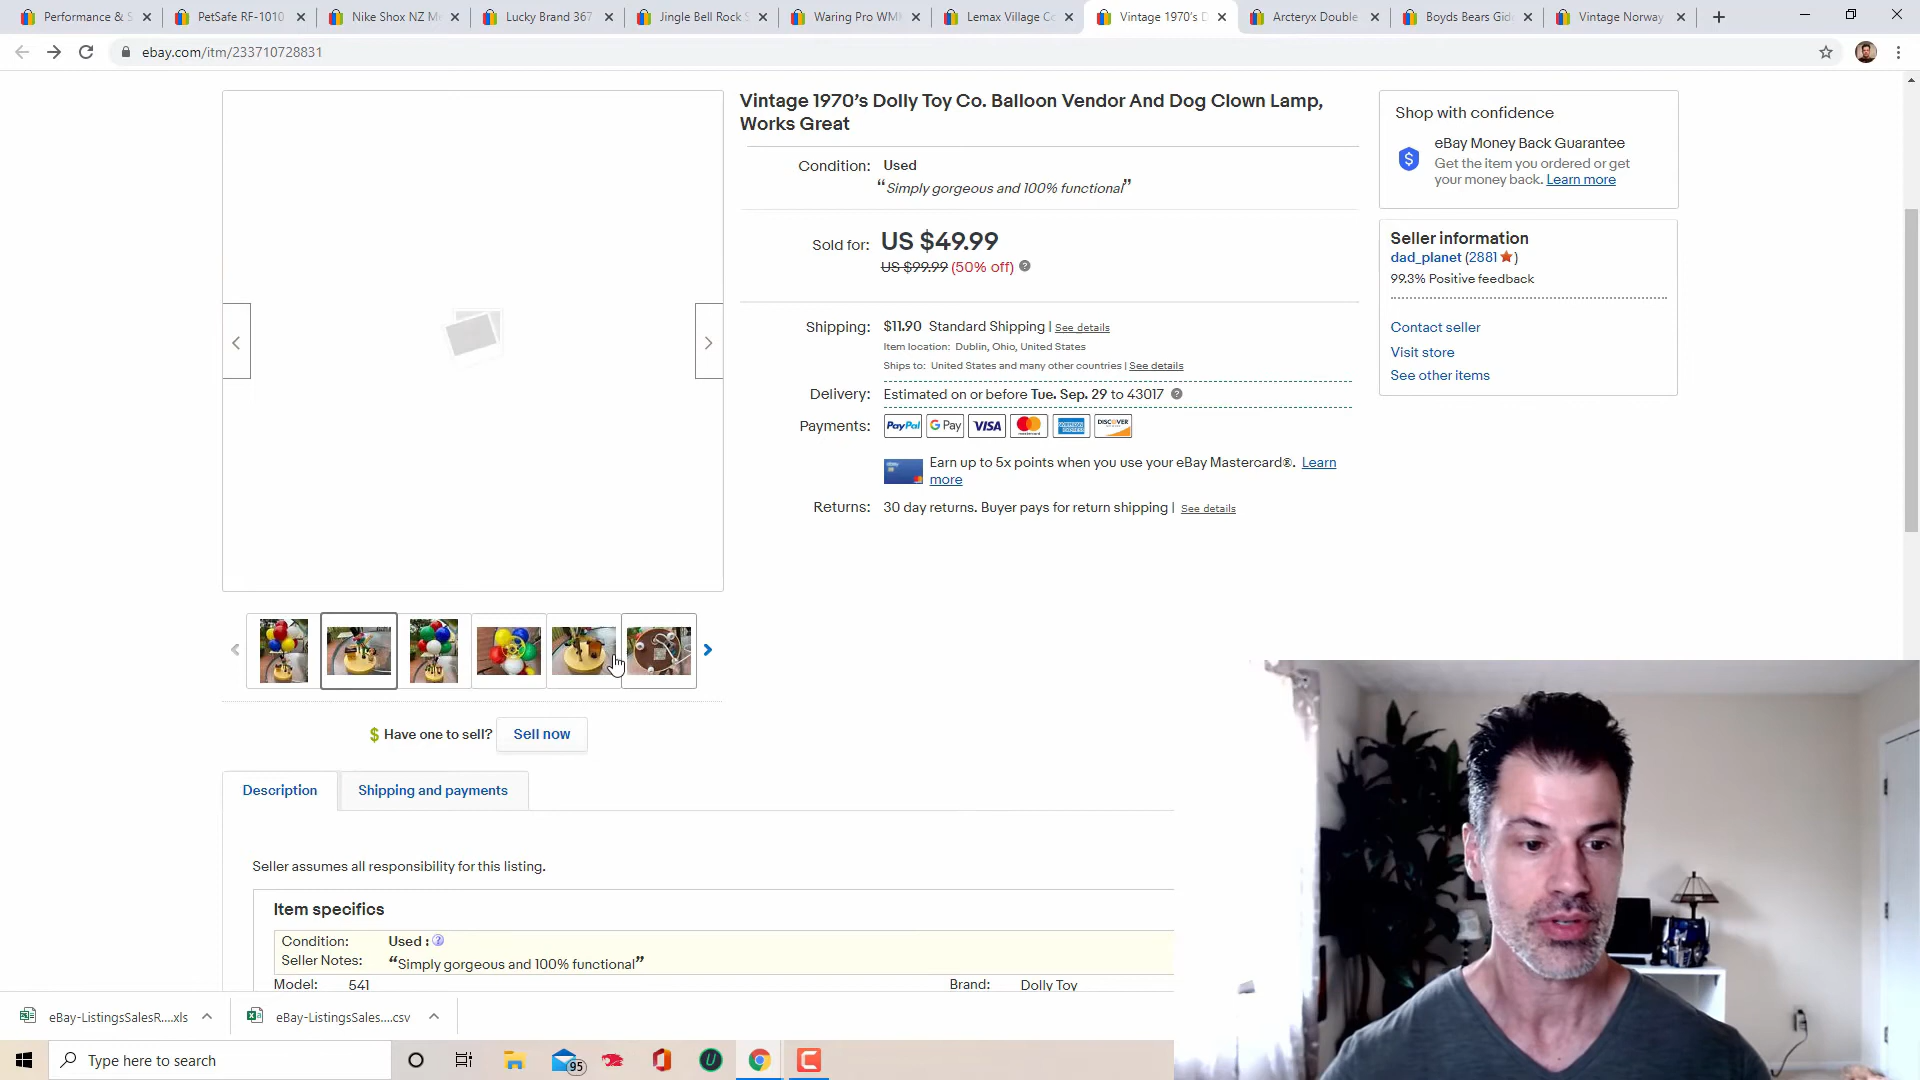 Performance & S
PetSafe RF-1010
Nike Shox NZ M
Lucky Brand 367
Jingle Bell Rock S
Waring Pro WM
Lemax Village C
Vintage 1970's D
Arcteryx Double
Boyds Bears Gid
Vintage Norway
ebay.com/itm/233710728831
Vintage 1970's Dolly Toy Co. Balloon Vendor And Dog Clown Lamp,
Works Great
Condition: Used
"Simply gorgeous and 100% functional"
Sold for: US $49.99
US $99.99 (50% off)
Shipping: $11.90 Standard Shipping | See details
Item location: Dublin, Ohio, United States
Ships to: United States and many other countries | See details
Delivery: Estimated on or before Tue. Sep. 29 to 43017
Payments: PayPal G Pay VISA mastercard AMERICAN EXPRESS DISCOVER
Earn up to 5x points when you use your eBay Mastercard®. Learn
more
Returns: 30 day returns. Buyer pays for return shipping | See details
Shop with confidence
eBay Money Back Guarantee
Get the item you ordered or get
your money back. Learn more
Seller information
dad_planet (2881)
99.3% Positive feedback
Contact seller
Visit store
See other items
$ Have one to sell? Sell now
Description
Shipping and payments
Seller assumes all responsibility for this listing.
Item specifics
Condition: Used :
Seller Notes: "Simply gorgeous and 100% functional"
Model: 541 Brand: Dolly Toy
eBay-ListingsSalesR....xls
eBay-ListingsSales....csv
Type here to search
95